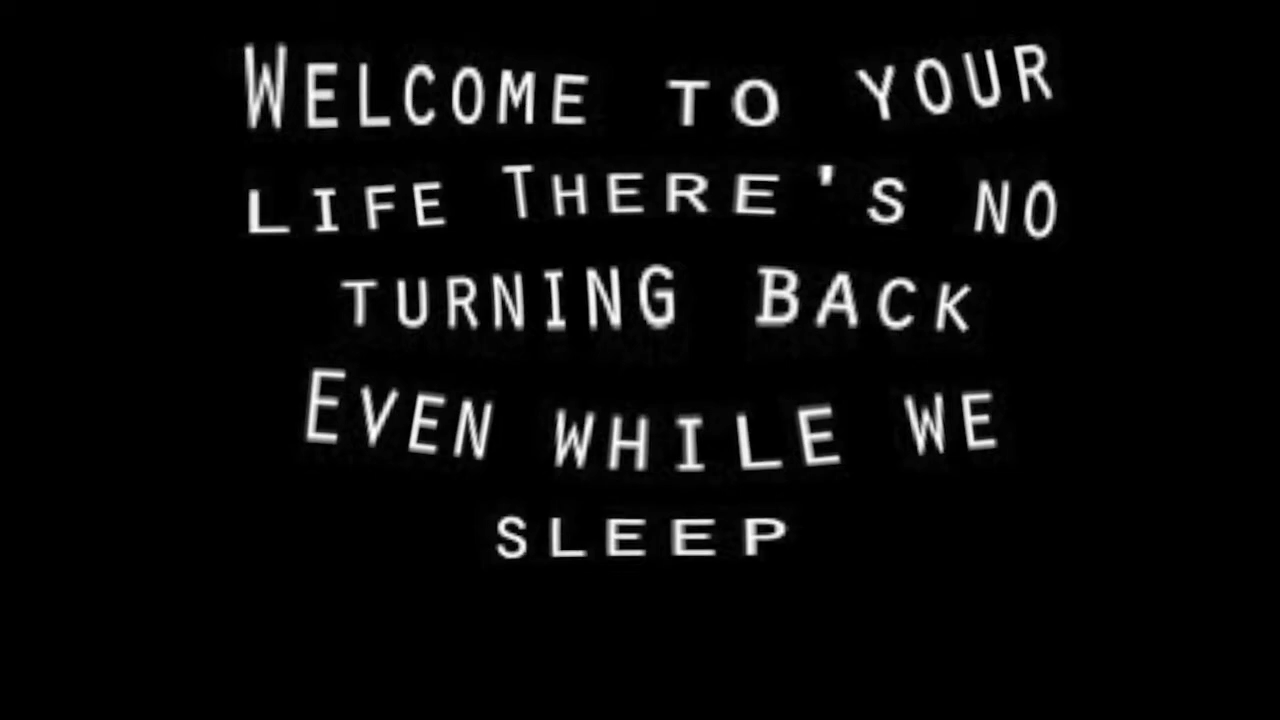 Welcome to your
life There's no
turning back
Even while we
sleep